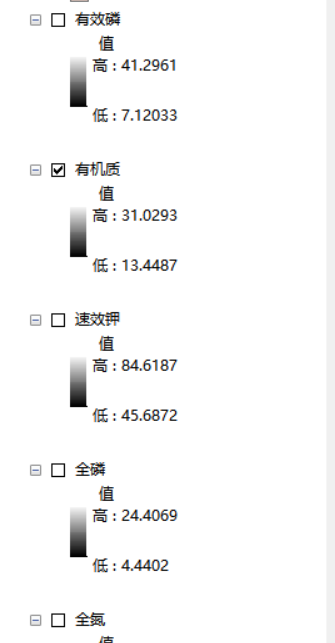 有效磷
值
高 : 41.2961
低 : 7.12033
有机质
值
高 : 31.0293
低 : 13.4487
速效钾
值
高 : 84.6187
低 : 45.6872
全磷
值
高 : 24.4069
低 : 4.4402
全氮
值